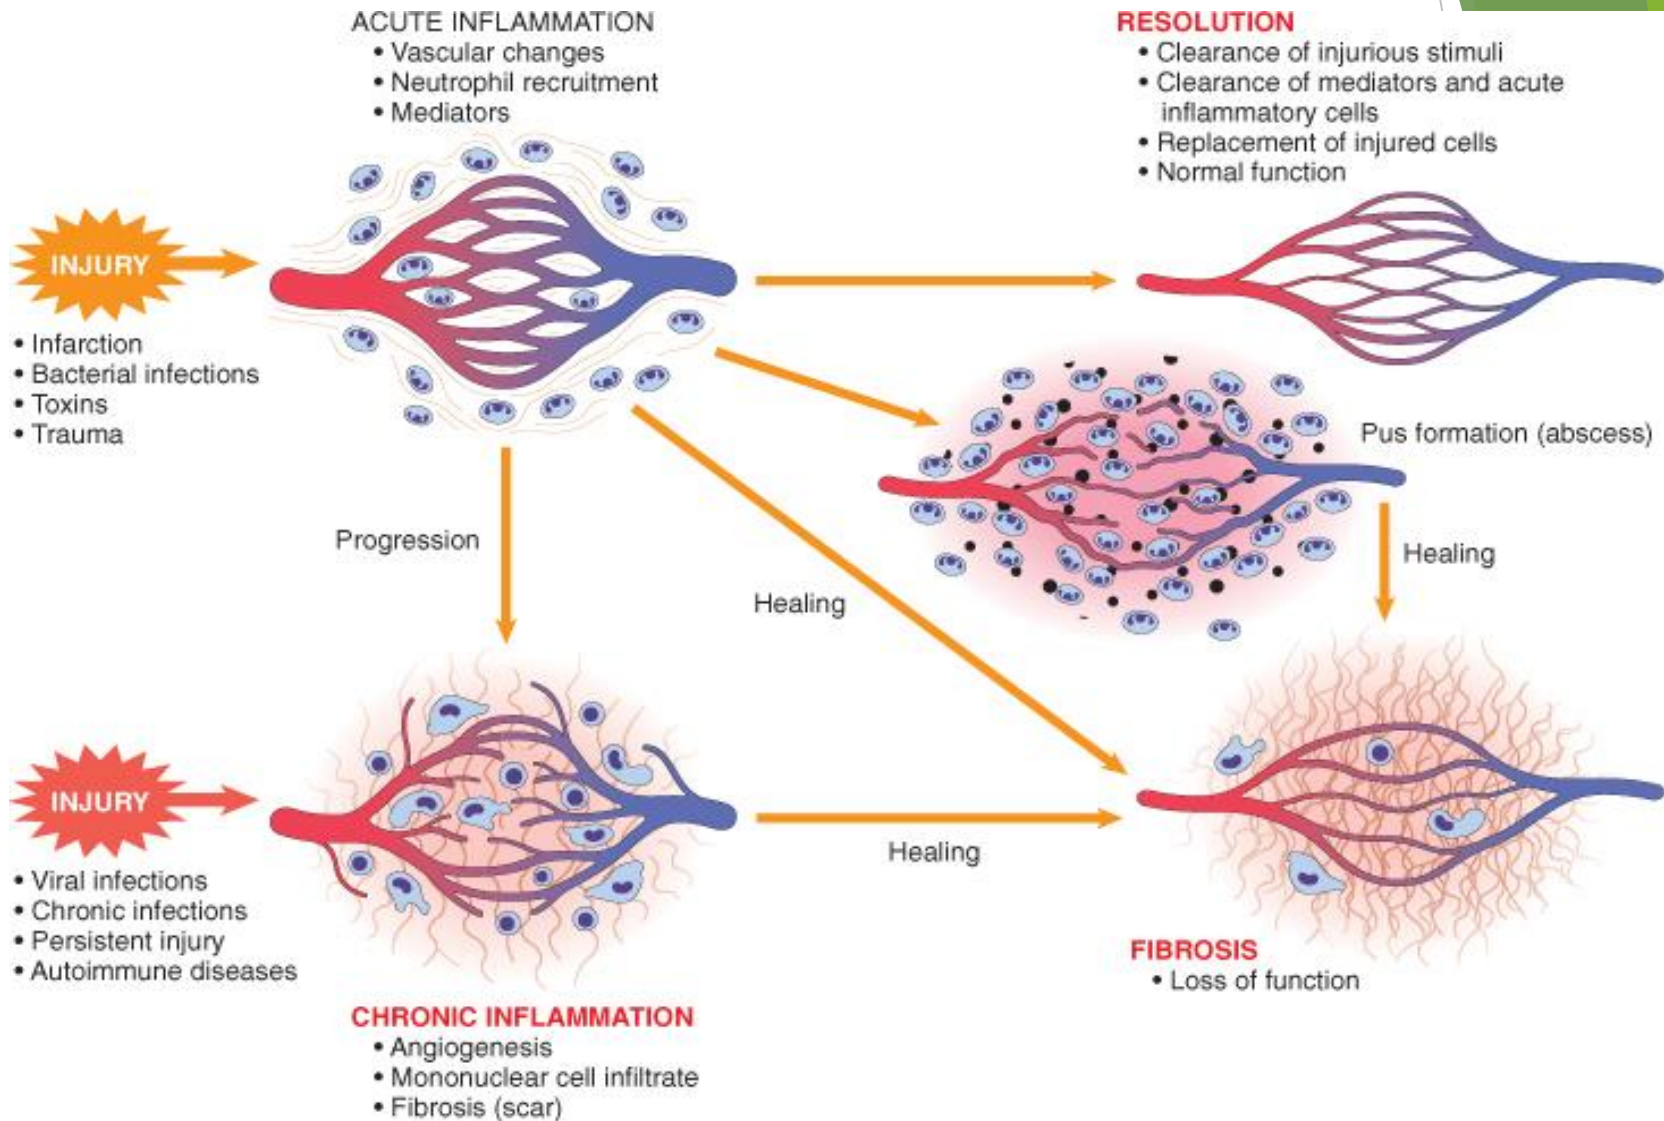 ACUTE INFLAMMATION
• Vascular changes
• Neutrophil recruitment
• Mediators
RESOLUTION
• Clearance of injurious stimuli
• Clearance of mediators and acute
inflammatory cells
• Replacement of injured cells
• Normal function
INJURY
• Infarction
• Bacterial infections
• Toxins
• Trauma
Pus formation (abscess)
Progression
Healing
Healing
INJURY
• Viral infections
• Chronic infections
• Persistent injury
• Autoimmune diseases
Healing
CHRONIC INFLAMMATION
• Angiogenesis
• Mononuclear cell infiltrate
• Fibrosis (scar)
FIBROSIS
• Loss of function